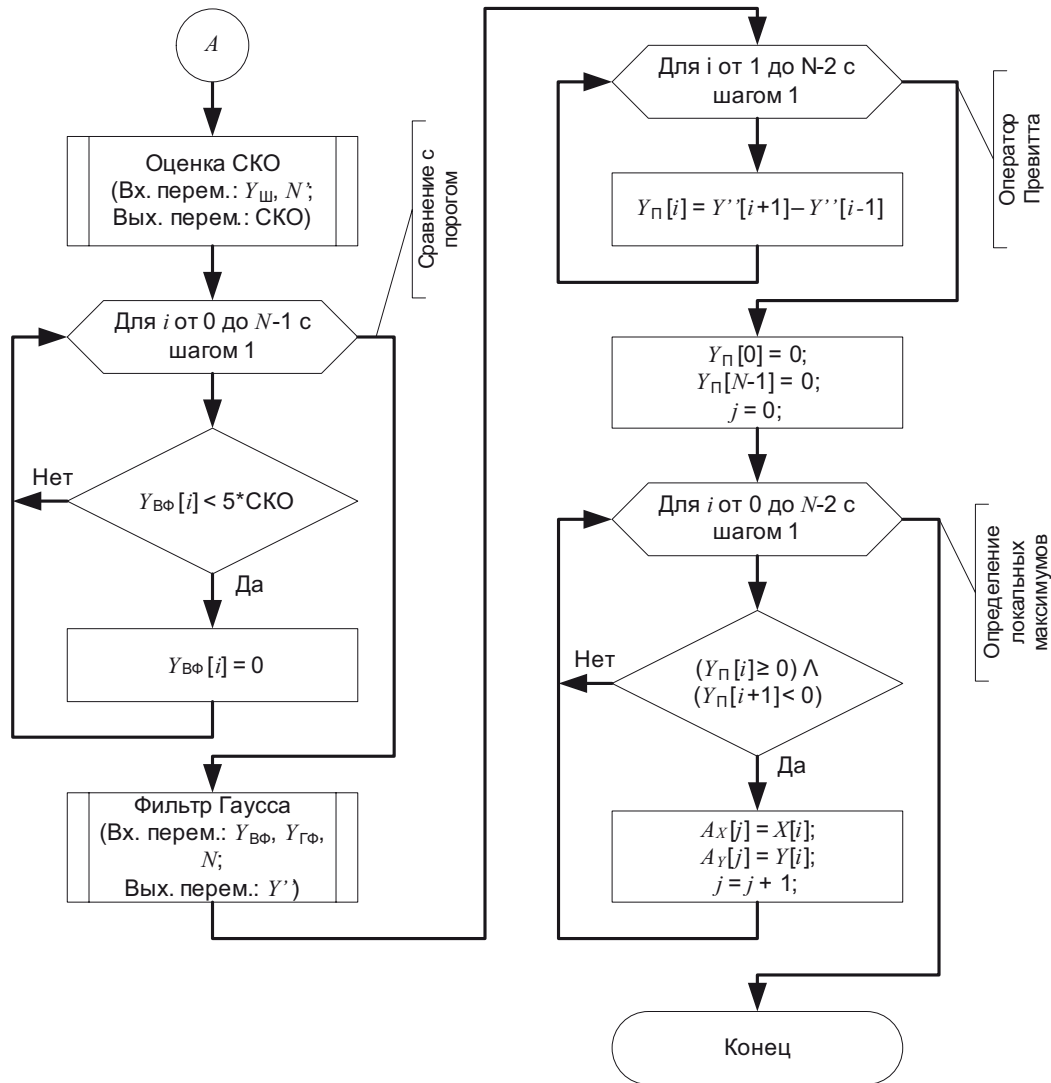 A
Оценка СКО
(Вх. перем.: YШ, N’;
Вых. перем.: СКО)
Сравнение с
порогом
Для i от 0 до N-1 с
шагом 1
Нет
YВФ[i] < 5*СКО
Да
YВФ[i] = 0
Фильтр Гаусса
(Вх. перем.: YВФ, YГФ,
N;
Вых. перем.: Y’’)
Для i от 1 до N-2 с
шагом 1
Оператор
Превитта
YП[i] = Y’’[i+1] – Y’’[i-1]
YП[0] = 0;
YП[N-1] = 0;
j = 0;
Для i от 0 до N-2 с
шагом 1
Определение
локальных
максимумов
Нет
(YП[i] ≥ 0) Λ
(YП[i+1] < 0)
Да
AX[j] = X[i];
AY[j] = Y[i];
j = j + 1;
Конец